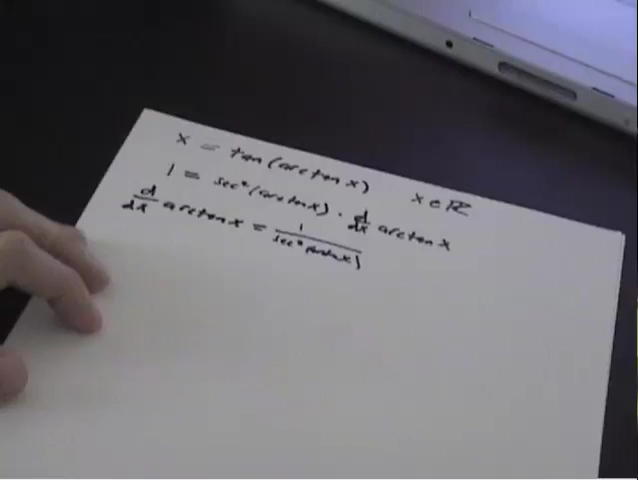 x = tan(arctan x) x ∈ ℝ
1 = sec²(arctan x) · d/dx arctan x
d/dx arctan x = 1/sec²(arctan x)